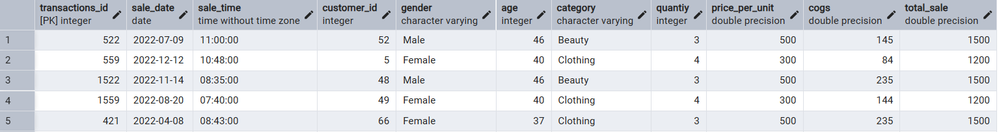 transactions_id sale_date sale_time customer_id gender age category quantiy price_per_unit cogs total_sale
[PK] integer date time without time zone integer character varying integer character varying integer double precision double precision double precision
1 522 2022-07-09 11:00:00 52 Male 46 Beauty 3 500 145 1500
2 559 2022-12-12 10:48:00 5 Female 40 Clothing 4 300 84 1200
3 1522 2022-11-14 08:35:00 48 Male 46 Beauty 3 500 235 1500
4 1559 2022-08-20 07:40:00 49 Female 40 Clothing 4 300 144 1200
5 421 2022-04-08 08:43:00 66 Female 37 Clothing 3 500 235 1500